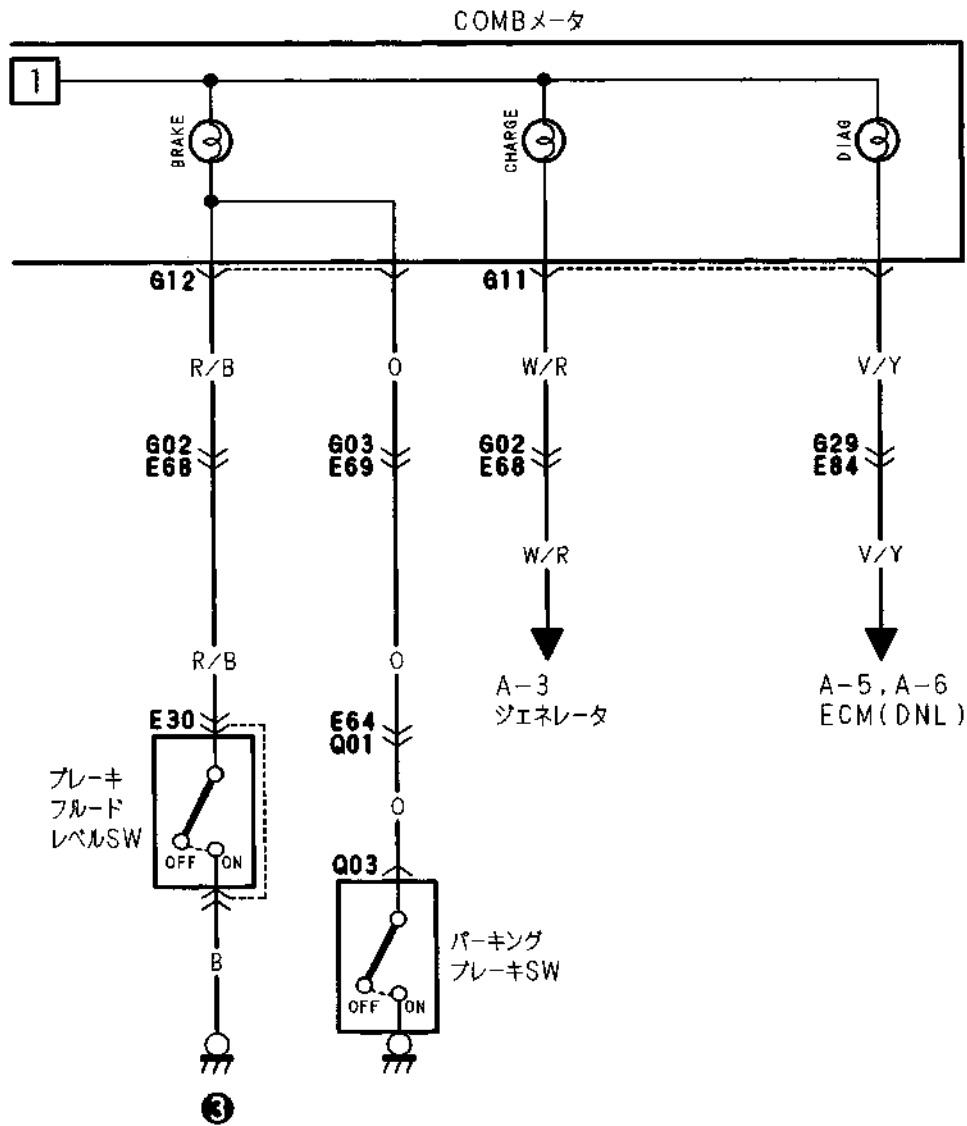 COMBメータ
1
BRAKE
CHARGE
DIAG
G12
G11
R/B
O
W/R
V/Y
G02
E68
G03
E69
G02
E68
G29
E84
W/R
V/Y
R/B
O
A-3
ジェネレータ
A-5,A-6
ECM(DNL)
E30
E64
Q01
ブレーキ
フルード
レベルSW
OFF
ON
O
Q03
B
パーキング
ブレーキSW
OFF
ON
3